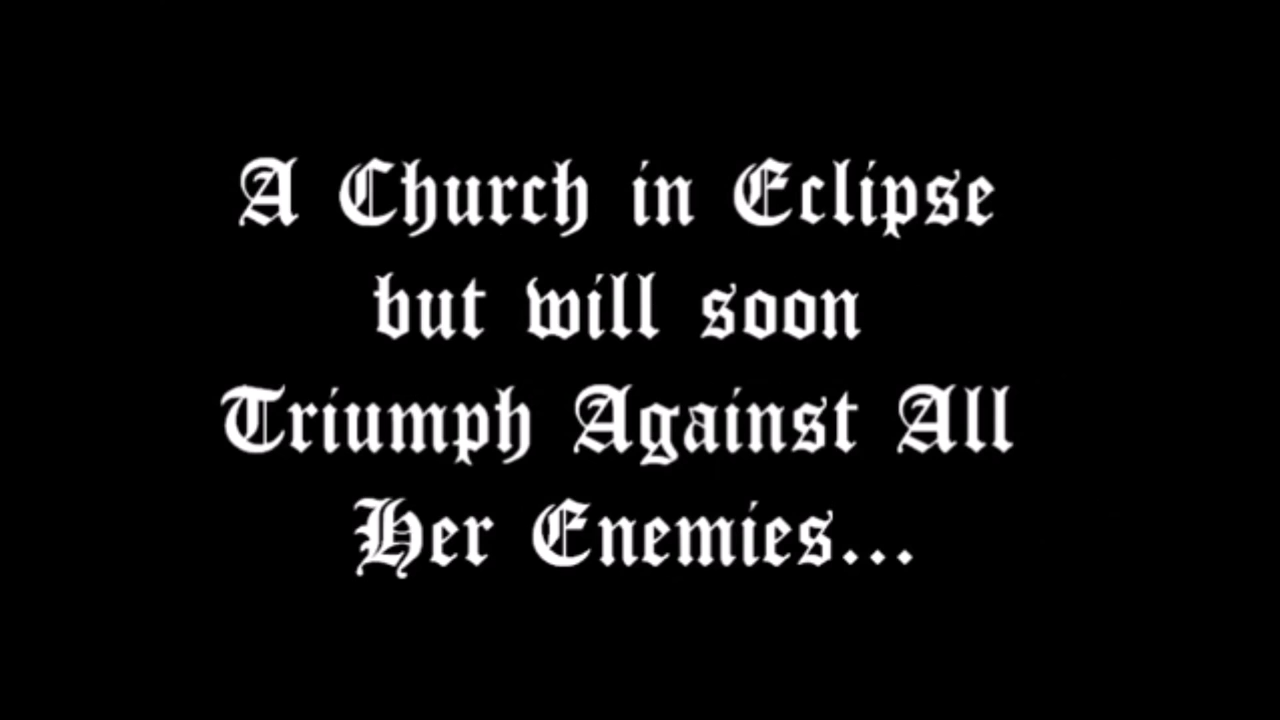 A Church in Eclipse
but will soon
Triumph Against All
Her Enemies...